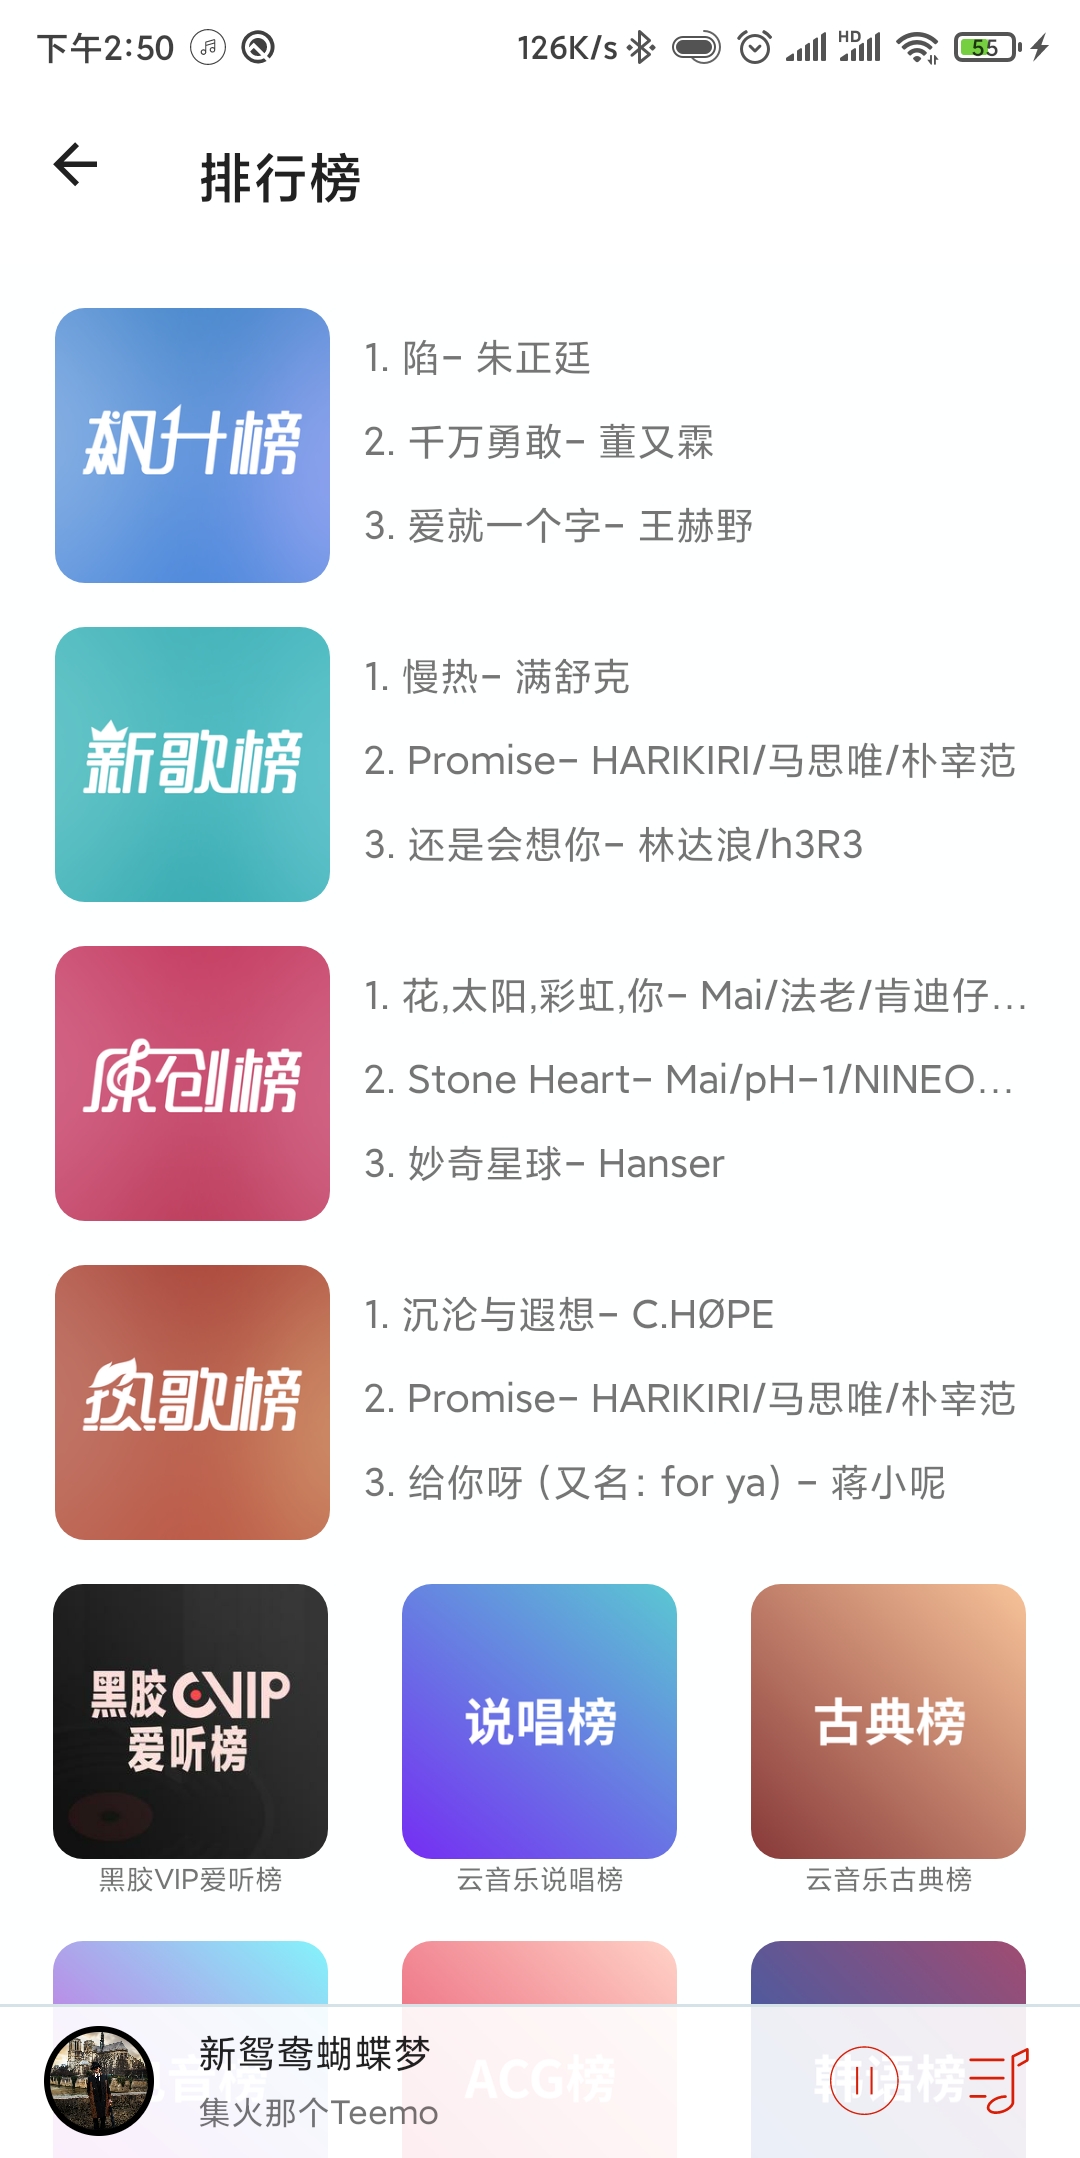 下午2:50
126K/s
HD
55
排行榜
飙升榜
1. 陷- 朱正廷
2. 千万勇敢- 董又霖
3. 爱就一个字- 王赫野
新歌榜
1. 慢热- 满舒克
2. Promise- HARIKIRI/马思唯/朴宰范
3. 还是会想你- 林达浪/h3R3
原创榜
1. 花,太阳,彩虹,你- Mai/法老/肯迪仔...
2. Stone Heart- Mai/pH-1/NINEO...
3. 妙奇星球- Hanser
热歌榜
1. 沉沦与遐想- C.HØPE
2. Promise- HARIKIRI/马思唯/朴宰范
3. 给你呀（又名：for ya）- 蒋小呢
黑胶VIP
爱听榜
说唱榜
古典榜
黑胶VIP爱听榜
云音乐说唱榜
云音乐古典榜
音榜
ACG榜
韩语榜
新鸳鸯蝴蝶梦
集火那个Teemo